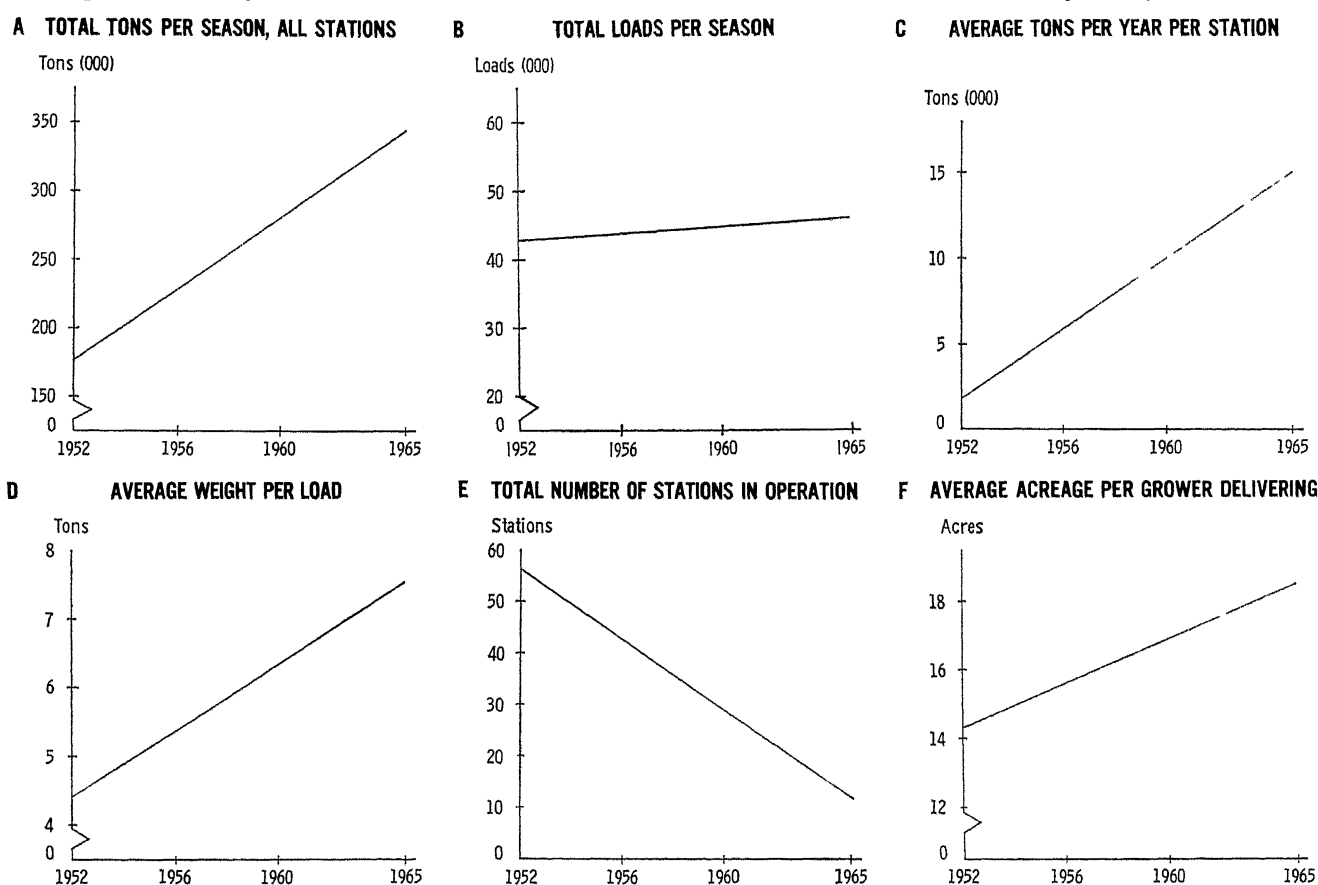 A TOTAL TONS PER SEASON, ALL STATIONS
Tons (000)
350
300
250
200
150
0
1952 1956 1960 1965
B TOTAL LOADS PER SEASON
Loads (000)
60
50
40
30
20
0
1952 1956 1960 1965
C AVERAGE TONS PER YEAR PER STATION
Tons (000)
15
10
5
0
1952 1956 1960 1965
D AVERAGE WEIGHT PER LOAD
Tons
8
7
6
5
4
0
1952 1956 1960 1965
E TOTAL NUMBER OF STATIONS IN OPERATION
Stations
60
50
40
30
20
10
0
1952 1956 1960 1965
F AVERAGE ACREAGE PER GROWER DELIVERING
Acres
18
16
14
12
0
1952 1956 1960 1965